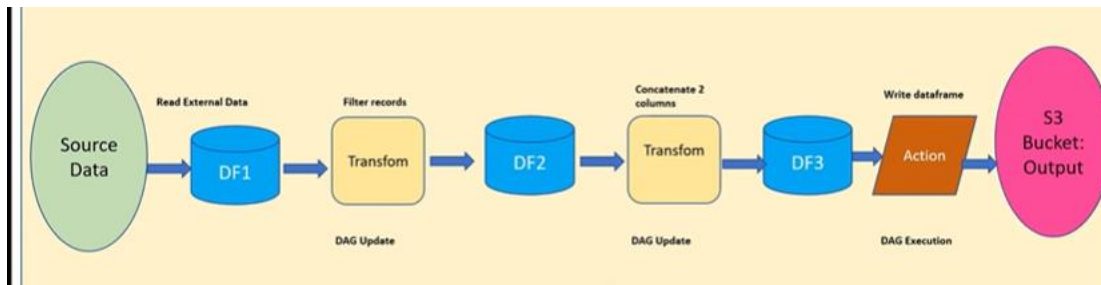 Source
Data
Read External Data
DF1
Filter records
Transfom
DAG Update
DF2
Concatenate 2
columns
Transfom
DAG Update
DF3
Write dataframe
Action
DAG Execution
S3
Bucket:
Output